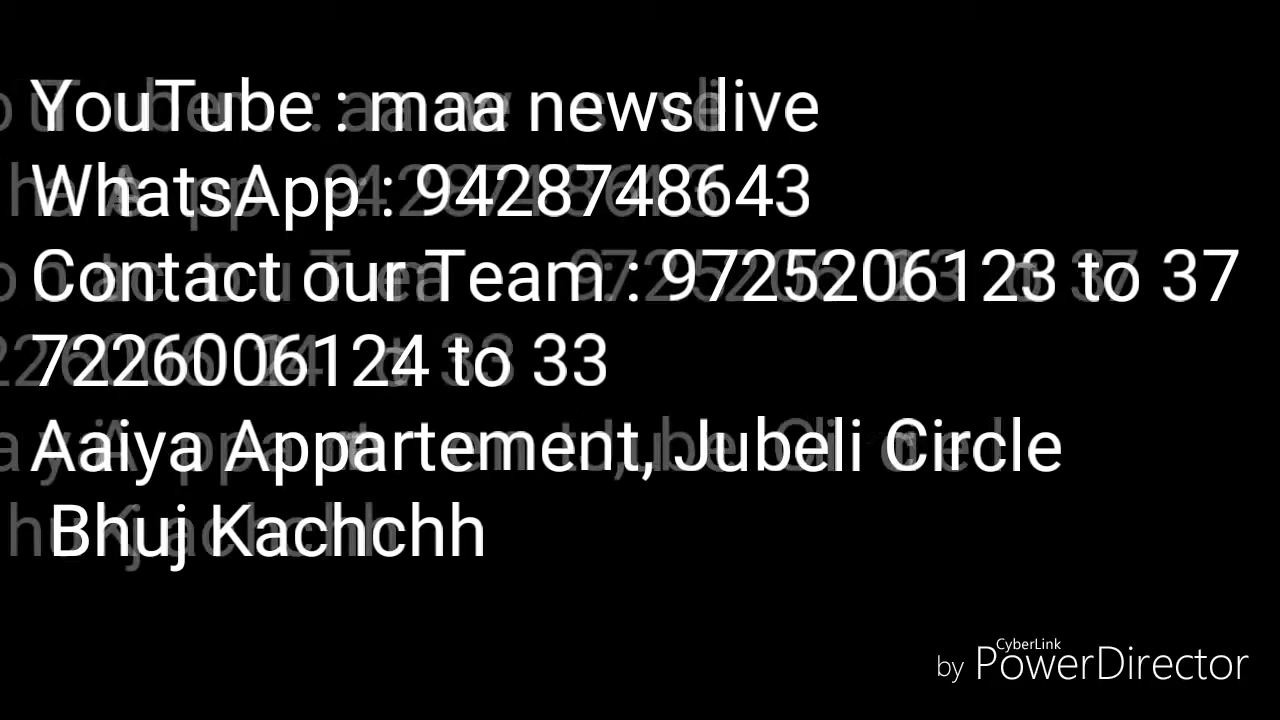 YouTube : maa news live
WhatsApp : 9428748643
Contact our Team : 9725206123 to 37
7226006124 to 33
Aaiya Appartement, Jubeli Circle
Bhuj Kachchh
CyberLink
by PowerDirector